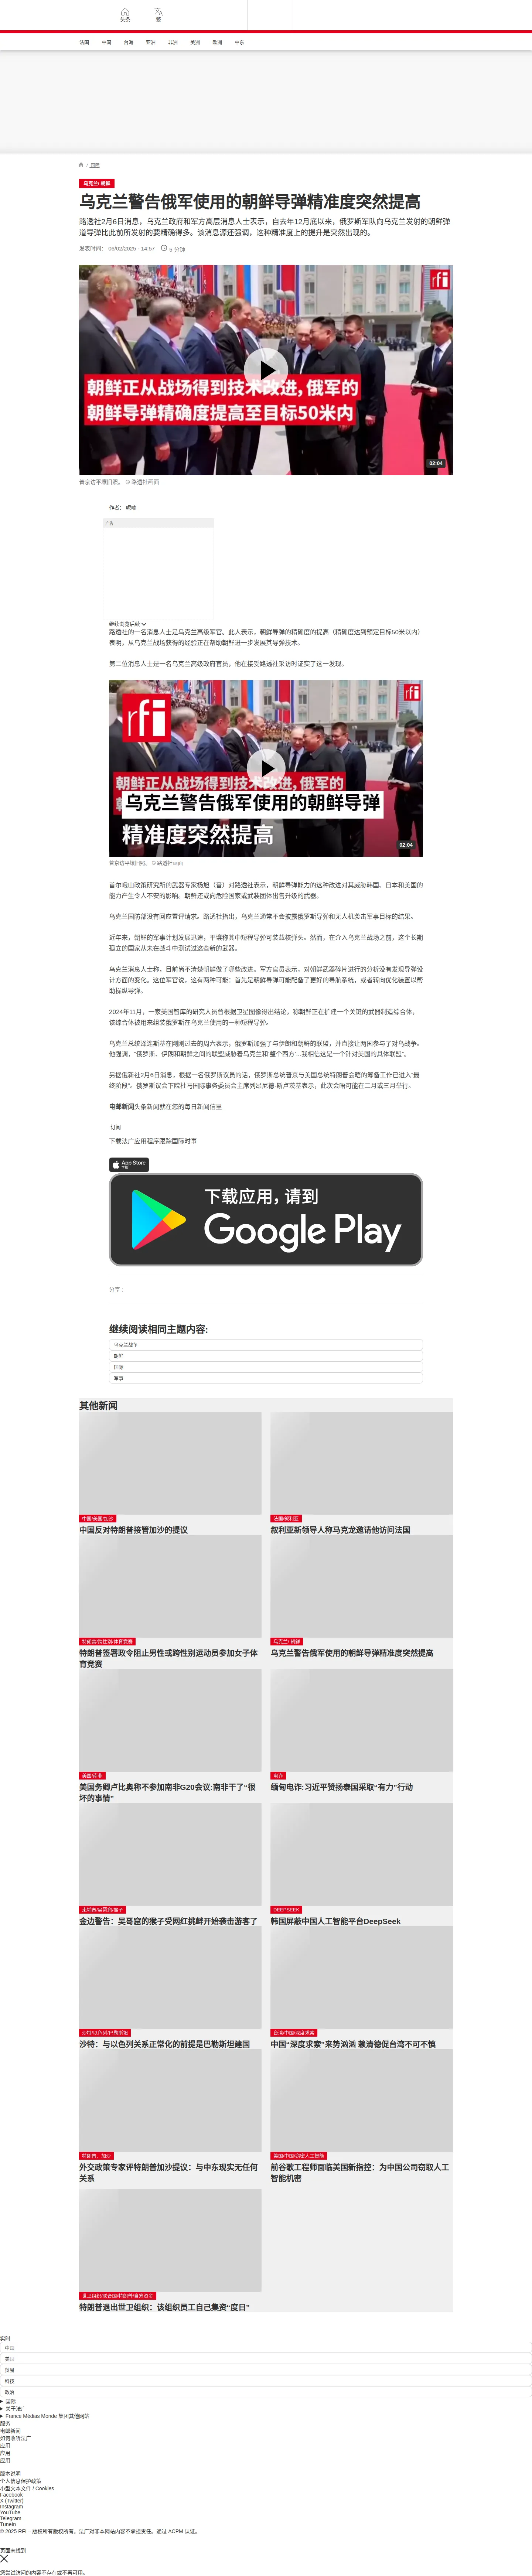 头条
繁
法国
中国
台海
亚洲
非洲
美洲
欧洲
中东
/ 国际
乌克兰/ 朝鲜
乌克兰警告俄军使用的朝鲜导弹精准度突然提高
路透社2月6日消息，乌克兰政府和军方高层消息人士表示，自去年12月底以来，俄罗斯军队向乌克兰发射的朝鲜弹
道导弹比此前所发射的要精确得多。该消息源还强调，这种精准度上的提升是突然出现的。
发表时间： 06/02/2025 - 14:57
5 分钟
rfi
朝鲜正从战场得到技术改进,俄军的
朝鲜导弹精确度提高至目标50米内
02:04
普京访平壤旧照。 © 路透社画面
作者： 呢喃
广告
继续浏览后续
路透社的一名消息人士是乌克兰高级军官。此人表示，朝鲜导弹的精确度的提高（精确度达到预定目标50米以内）
表明，从乌克兰战场获得的经验正在帮助朝鲜进一步发展其导弹技术。
第二位消息人士是一名乌克兰高级政府官员，他在接受路透社采访时证实了这一发现。
rfi
rfi
朝鲜正从战场得到技术改进,俄军的
乌克兰警告俄军使用的朝鲜导弹
精准度突然提高
02:04
普京访平壤旧照。 © 路透社画面
首尔峨山政策研究所的武器专家杨旭（音）对路透社表示，朝鲜导弹能力的这种改进对其威胁韩国、日本和美国的
能力产生令人不安的影响。朝鲜还或向危险国家或武装团体出售升级的武器。
乌克兰国防部没有回应置评请求。路透社指出，乌克兰通常不会披露俄罗斯导弹和无人机袭击军事目标的结果。
近年来，朝鲜的军事计划发展迅速，平壤称其中短程导弹可装载核弹头。然而，在介入乌克兰战场之前，这个长期
孤立的国家从未在战斗中测试过这些新的武器。
乌克兰消息人士称，目前尚不清楚朝鲜做了哪些改进。军方官员表示，对朝鲜武器碎片进行的分析没有发现导弹设
计方面的变化。这位军官说，这有两种可能：首先是朝鲜导弹可能配备了更好的导航系统，或者转向优化装置以帮
助操纵导弹。
2024年11月，一家美国智库的研究人员曾根据卫星图像得出结论，称朝鲜正在扩建一个关键的武器制造综合体，
该综合体被用来组装俄罗斯在乌克兰使用的一种短程导弹。
乌克兰总统泽连斯基在刚刚过去的周六表示，俄罗斯加强了与伊朗和朝鲜的联盟，并直接让两国参与了对乌战争。
他强调，“俄罗斯、伊朗和朝鲜之间的联盟威胁着乌克兰和‘整个西方’...我相信这是一个针对美国的具体联盟”。
另据俄新社2月6日消息，根据一名俄罗斯议员的话，俄罗斯总统普京与美国总统特朗普会晤的筹备工作已进入“最
终阶段”。俄罗斯议会下院杜马国际事务委员会主席列昂尼德·斯卢茨基表示，此次会晤可能在二月或三月举行。
电邮新闻头条新闻就在您的每日新闻信里
订阅
下载法广应用程序跟踪国际时事
App Store
下载
下载应用，请到
Google Play
分享 :
继续阅读相同主题内容:
乌克兰战争
朝鲜
国际
军事
其他新闻
中国/美国/加沙
中国反对特朗普接管加沙的提议
法国/叙利亚
叙利亚新领导人称马克龙邀请他访问法国
特朗普/跨性别/体育竞赛
特朗普签署政令阻止男性或跨性别运动员参加女子体
育竞赛
乌克兰/ 朝鲜
乌克兰警告俄军使用的朝鲜导弹精准度突然提高
美国/南非
美国务卿卢比奥称不参加南非G20会议:南非干了“很
坏的事情”
电诈
缅甸电诈:习近平赞扬泰国采取“有力”行动
柬埔寨/吴哥窟/猴子
金边警告：吴哥窟的猴子受网红挑衅开始袭击游客了
DEEPSEEK
韩国屏蔽中国人工智能平台DeepSeek
沙特/以色列/巴勒斯坦
沙特：与以色列关系正常化的前提是巴勒斯坦建国
台湾/中国/深度求索
中国“深度求索”来势汹汹 赖清德促台湾不可不慎
特朗普，加沙
外交政策专家评特朗普加沙提议：与中东现实无任何
关系
美国/中国/窃密人工智能
前谷歌工程师面临美国新指控：为中国公司窃取人工
智能机密
世卫组织/联合国/特朗普/自筹资金
特朗普退出世卫组织：该组织员工自己集资“度日”
实时
中国
美国
贸易
科技
政治
国际
关于法广
France Médias Monde 集团其他网站
服务
电邮新闻
如何收听法广
应用
应用
应用
版本说明
个人信息保护政策
小型文本文件 / Cookies
Facebook
X (Twitter)
Instagram
YouTube
Telegram
TuneIn
© 2025 RFI – 版权所有版权所有。法广对非本网站内容不承担责任。通过 ACPM 认证。
页面未找到
您尝试访问的内容不存在或不再可用。